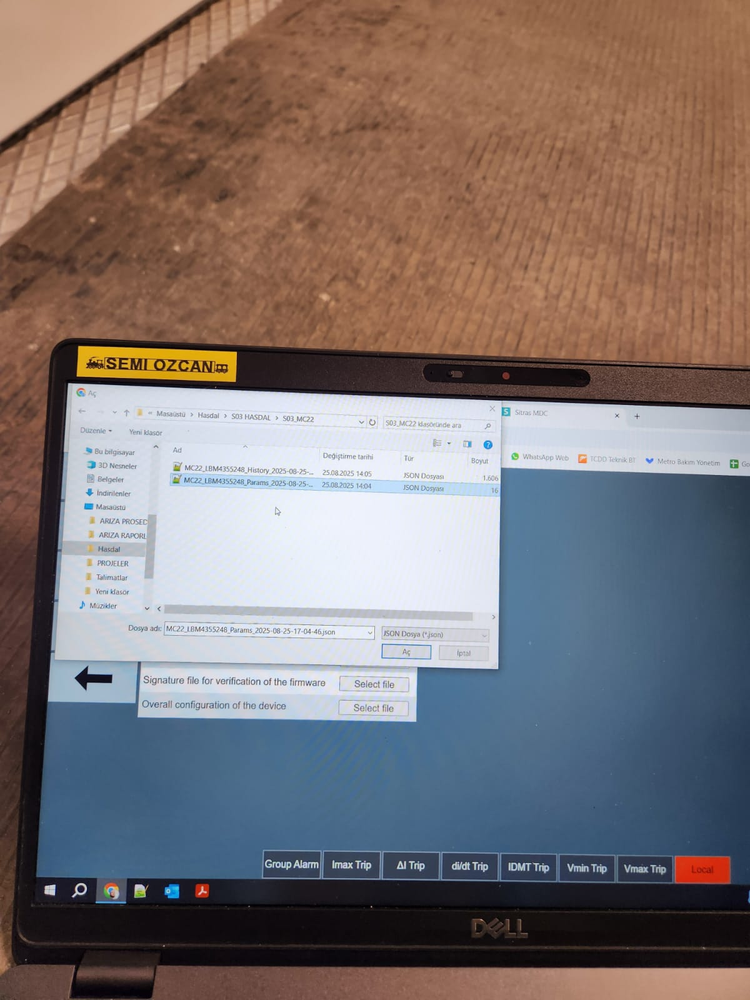 SEMI OZCAN
Aç
« Masaüstü › Hasdal › S03 HASDAL › S03_MC22
S03_MC22 klasöründe ara
Sitras MDC
Düzenle
Yeni klasör
WhatsApp Web
TCDD Teknik BT
Metro Bakım Yönetim
Go
Bu bilgisayar
3D Nesneler
Belgeler
İndirilenler
Masaüstü
ARIZA PROSED
ARIZA RAPORL
Hasdal
PROJELER
Talimatlar
Yeni klasör
Müzikler
Ad
Değiştirme tarihi
Tür
Boyut
MC22_LBM4355248_History_2025-08-25-...
25.08.2025 14:05
JSON Dosyası
1.606
MC22_LBM4355248_Params_2025-08-25-...
25.08.2025 14:04
JSON Dosyası
16
Dosya adı:
MC22_LBM4355248_Params_2025-08-25-17-04-46.json
JSON Dosya (*.json)
Aç
İptal
Signature file for verification of the firmware
Select file
Overall configuration of the device
Select file
Group Alarm
Imax Trip
ΔI Trip
di/dt Trip
IDMT Trip
Vmin Trip
Vmax Trip
Local
DELL